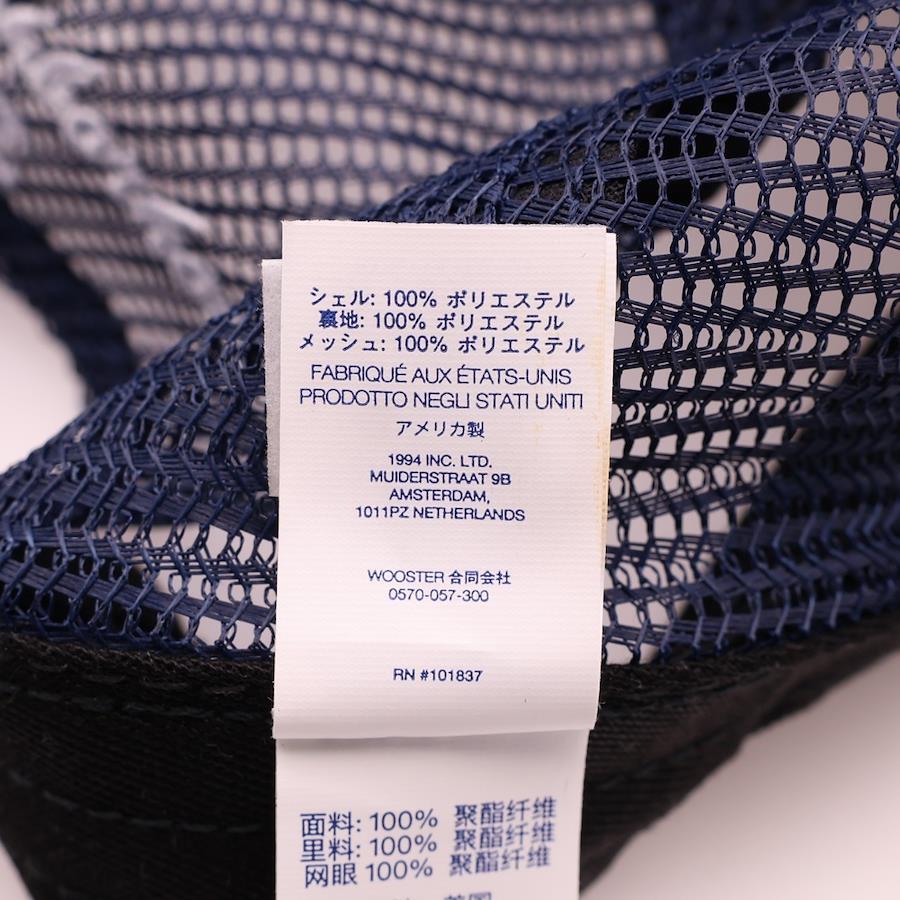 シェル: 100% ポリエステル
裏地: 100% ポリエステル
メッシュ: 100% ポリエステル
FABRIQUÉ AUX ÉTATS-UNIS
PRODOTTO NEGLI STATI UNITI
アメリカ製
1994 INC. LTD.
MUIDERSTRAAT 9B
AMSTERDAM,
1011PZ NETHERLANDS
WOOSTER 合同会社
0570-057-300
RN #101837
面料: 100% 聚酯纤维
里料: 100% 聚酯纤维
网眼 100% 聚酯纤维